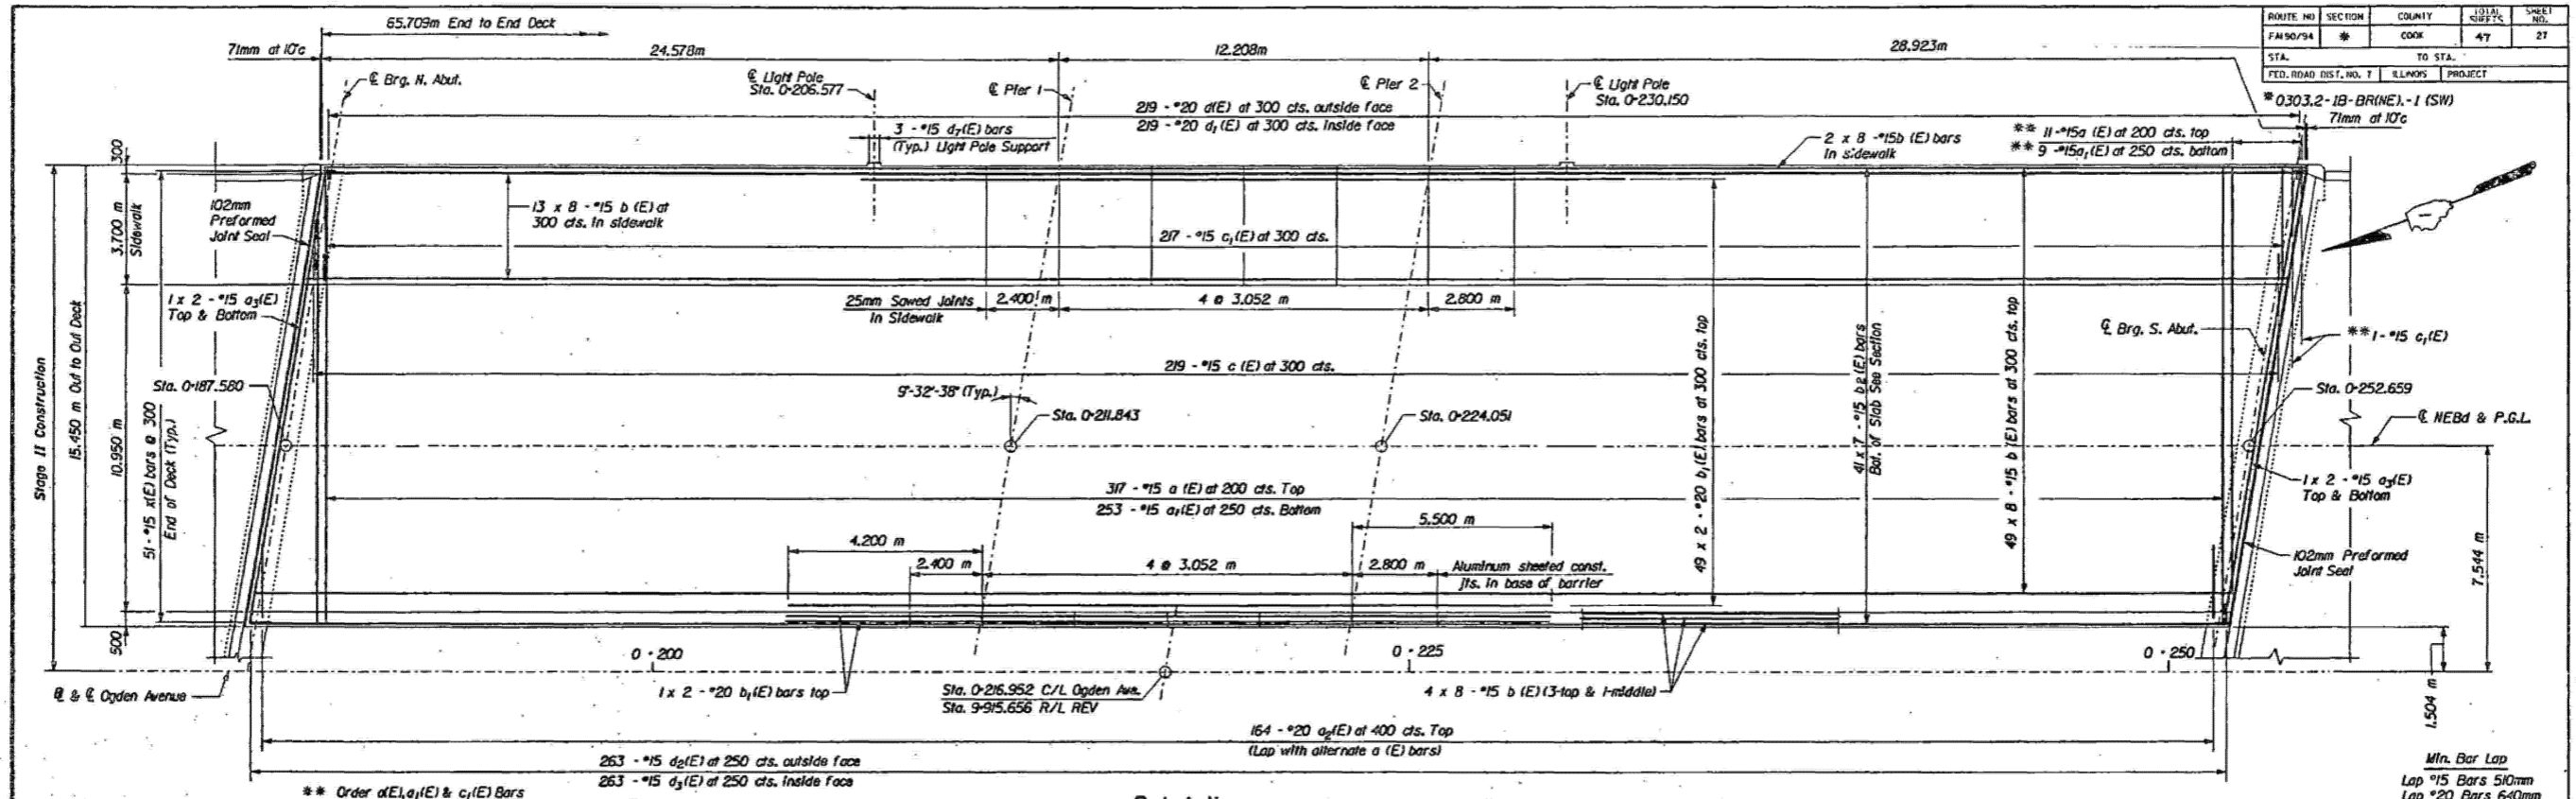 65.709m End to End Deck
71mm at 10°c
24.578m
12.208m
28.923m
ROUTE NO SECTION COUNTY TOTAL SHEETS SHEET NO.
FAI 90/94 * COOK 47 27
STA. TO STA.
FED. ROAD DIST. NO. 7 ILLINOIS PROJECT
*0303.2-1B-BR(NE).-1 (SW)
71mm at 10°c
℄ Brg. N. Abut.
℄ Light Pole
Sta. 0+206.577
℄ Pier 1
℄ Pier 2
℄ Light Pole
Sta. 0+230.150
219 - #20 d(E) at 300 cts. outside face
219 - #20 d1(E) at 300 cts. inside face
3 - #15 d7(E) bars
(Typ.) Light Pole Support
2 x 8 - #15b (E) bars
in sidewalk
** 11-#15a (E) at 200 cts. top
** 9 -#15a1(E) at 250 cts. bottom
300
3.700 m
Sidewalk
102mm
Preformed
Joint Seal
13 x 8 - #15 b (E) at
300 cts. in sidewalk
217 - #15 c1(E) at 300 cts.
1 x 2 - #15 a3(E)
Top & Bottom
25mm Sawed Joints
in Sidewalk
2.400 m
4 @ 3.052 m
2.800 m
℄ Brg. S. Abut.
** 1-#15 c1(E)
Stage II Construction
15.450 m Out to Out Deck
10.950 m
51 - #15 x(E) bars @ 300
End of Deck (Typ.)
219 - #15 c (E) at 300 cts.
Sta. 0+187.580
9°-32'-38" (Typ.)
Sta. 0+211.843
Sta. 0+224.051
Sta. 0+252.659
℄ NEBd & P.G.L.
49 x 2 - #20 b1(E) bars at 300 cts. top
41 x 7 - #15 b2(E) bars
Bot. of Slab See Section
49 x 8 - #15 b (E) bars at 300 cts. top
317 - #15 a (E) at 200 cts. Top
253 - #15 a1(E) at 250 cts. Bottom
1 x 2 - #15 a3(E)
Top & Bottom
5.500 m
4.200 m
2.400 m
4 @ 3.052 m
2.800 m
Aluminum sheeted const.
jts. in base of barrier
102mm Preformed
Joint Seal
7.544 m
500
0+200
0+225
0+250
1.504 m
℄ Ogden Avenue
1 x 2 - #20 b1(E) bars top
Sta. 0+216.952 C/L Ogden Ave.
Sta. 9+915.656 R/L REV
4 x 8 - #15 b (E) (3-top & 1-middle)
164 - #20 a2(E) at 400 cts. Top
(Lap with alternate a (E) bars)
263 - #15 d2(E) at 250 cts. outside face
263 - #15 d3(E) at 250 cts. inside face
** Order a(E),a1(E) & c1(E) Bars
Min. Bar Lap
Lap #15 Bars 510mm
Lap #20 Bars 640mm